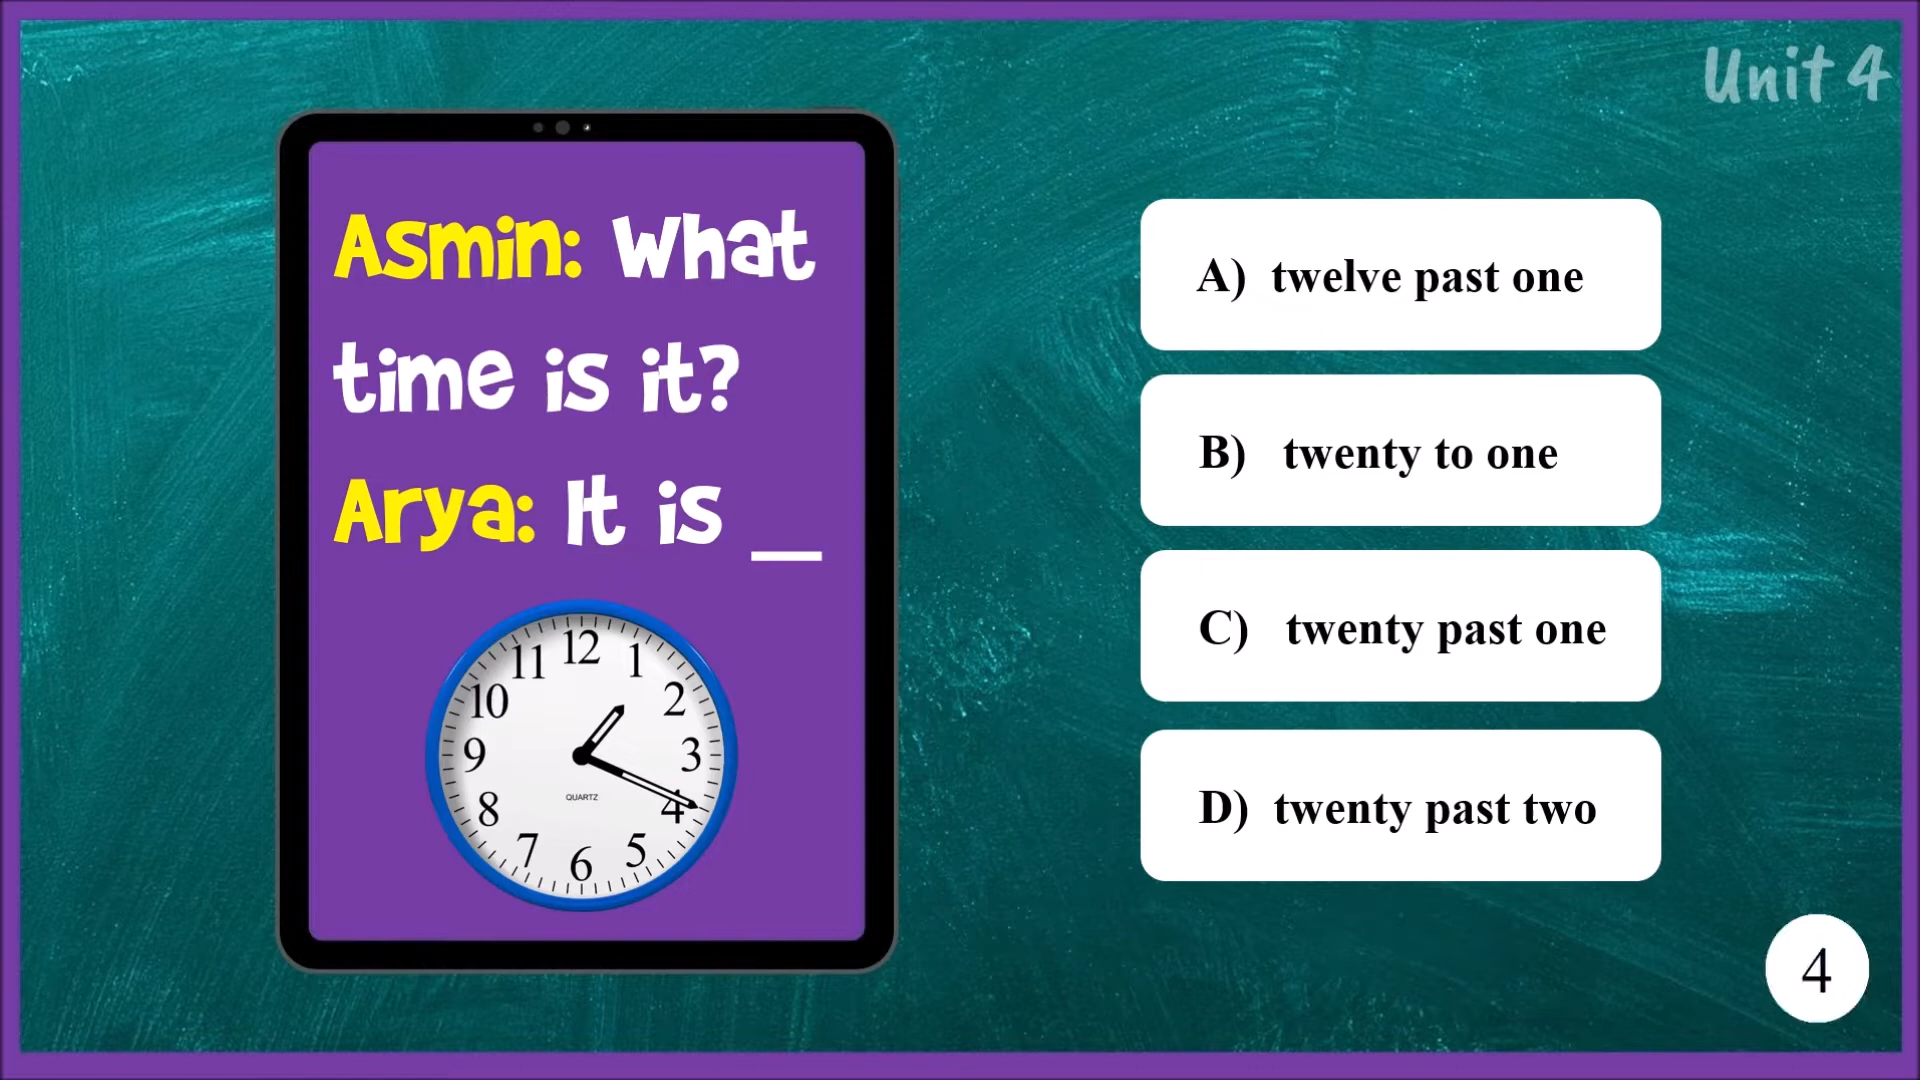 Unit 4
Asmin: What
time is it?
Arya: It is __
12
1
2
3
4
5
6
7
8
9
10
11
QUARTZ
A) twelve past one
B) twenty to one
C) twenty past one
D) twenty past two
4